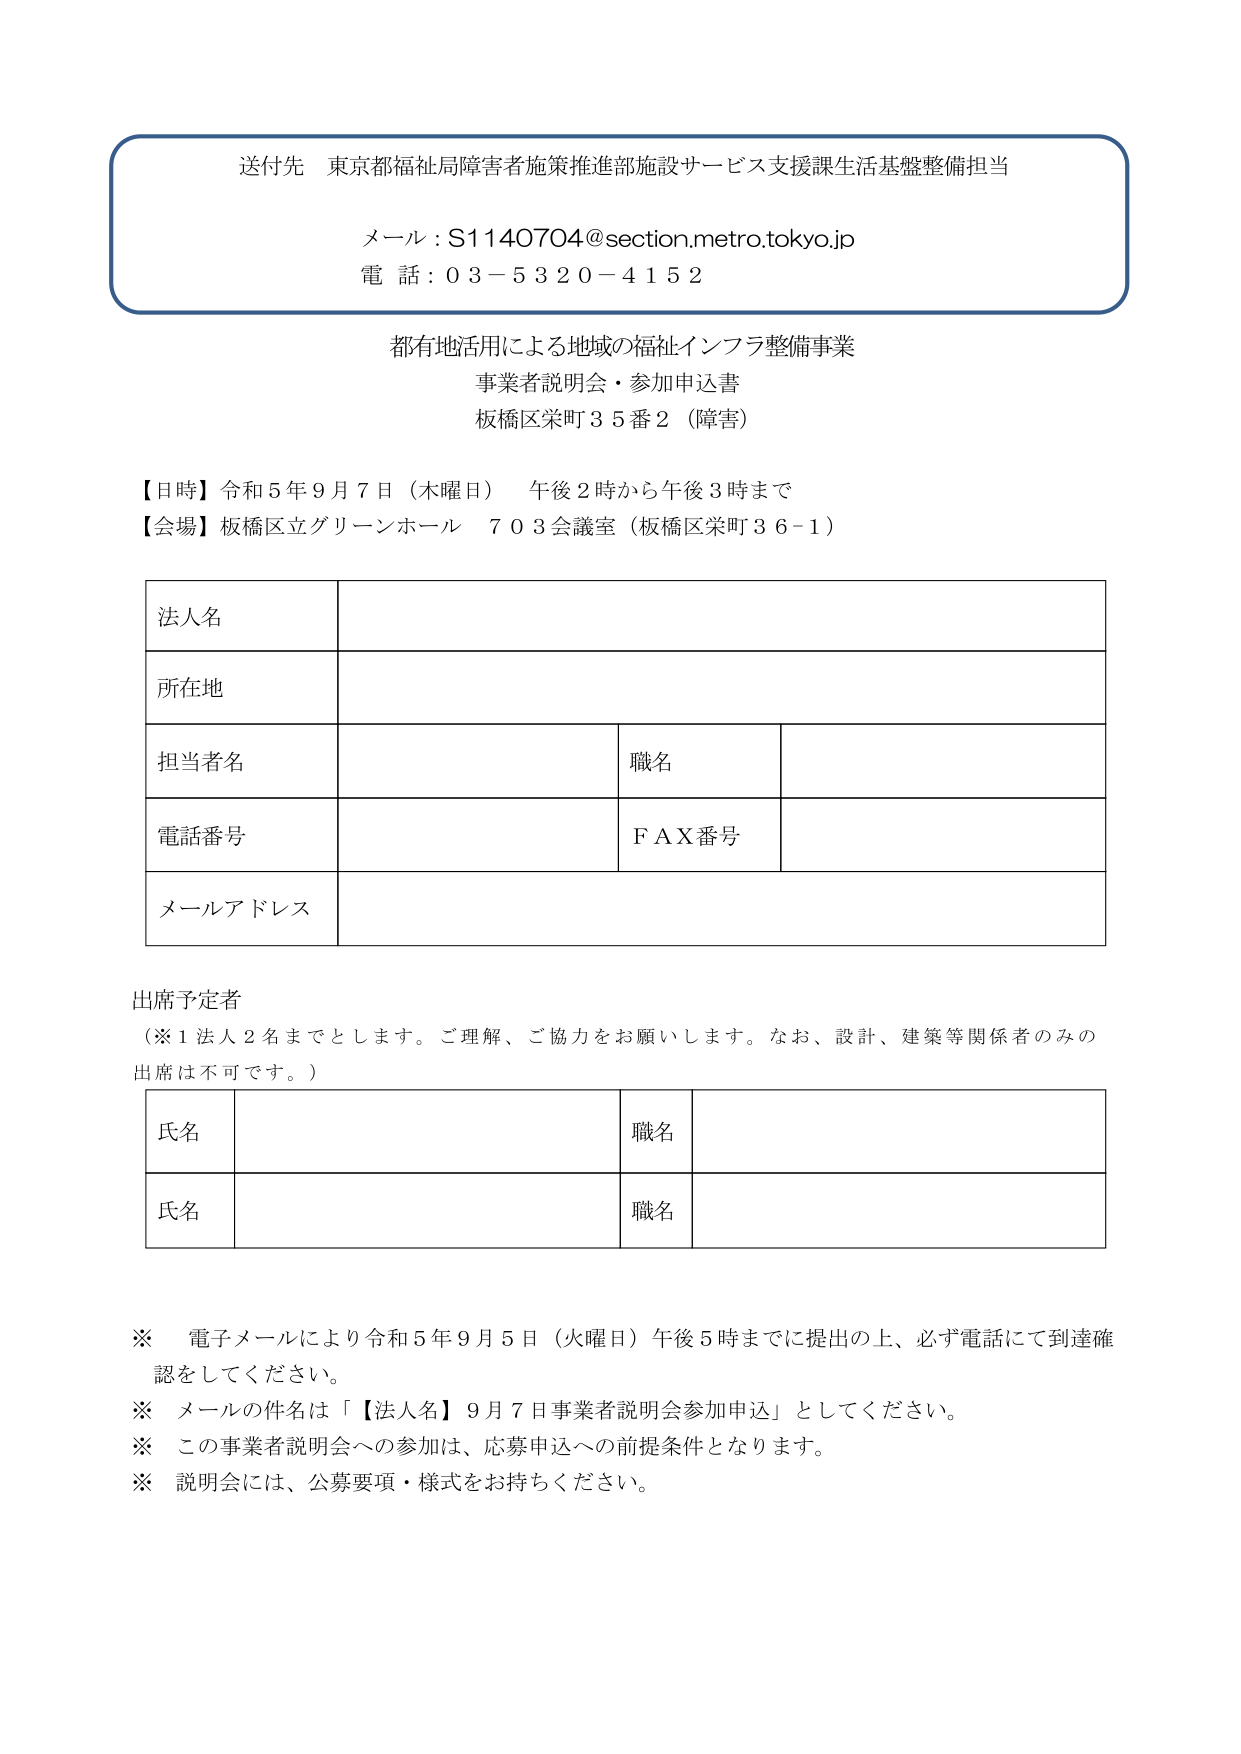 送付先　東京都福祉局障害者施策推進部施設サービス支援課生活基盤整備担当
メール：S1140704@section.metro.tokyo.jp
電　話：０３－５３２０－４１５２
都有地活用による地域の福祉インフラ整備事業
事業者説明会・参加申込書
板橋区栄町３５番２（障害）
【日時】令和５年９月７日（木曜日）　午後２時から午後３時まで
【会場】板橋区立グリーンホール　７０３会議室（板橋区栄町３６-１）
法人名
所在地
担当者名　職名
電話番号　ＦＡＸ番号
メールアドレス
出席予定者
（※１法人２名までとします。ご理解、ご協力をお願いします。なお、設計、建築等関係者のみの
出席は不可です。）
氏名　職名
氏名　職名
※　電子メールにより令和５年９月５日（火曜日）午後５時までに提出の上、必ず電話にて到達確
認をしてください。
※　メールの件名は「【法人名】９月７日事業者説明会参加申込」としてください。
※　この事業者説明会への参加は、応募申込への前提条件となります。
※　説明会には、公募要項・様式をお持ちください。